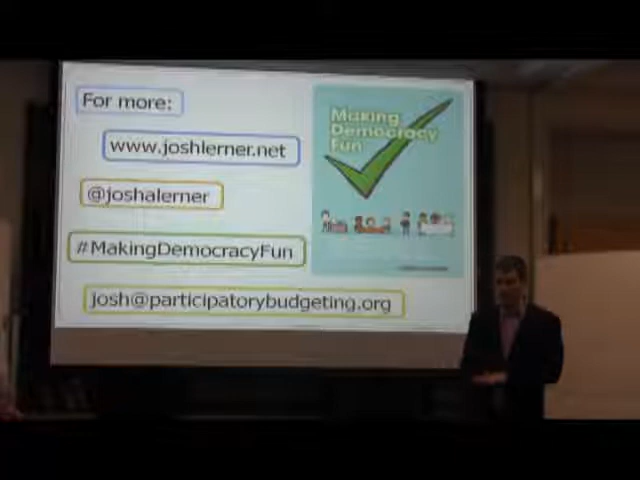 For more:
www.joshlerner.net
@joshalerner
#MakingDemocracyFun
josh@participatorybudgeting.org
Making
Democracy
Fun